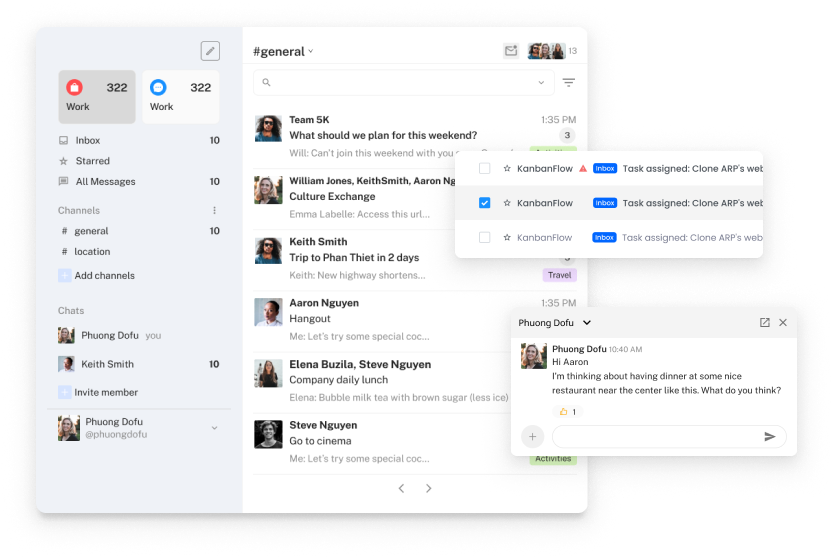 322
Work
322
Work
Inbox 10
Starred
All Messages 10
Channels
# general 10
# location
+ Add channels
Chats
Phuong Dofu you
Keith Smith 10
+ Invite member
Phuong Dofu
@phuongdofu
#general
13
Team 5K 1:35 PM
What should we plan for this weekend? 3
Will: Can't join this weekend with you
William Jones, KeithSmith, Aaron Ng
Culture Exchange
Emma Labelle: Access this url...
Keith Smith
Trip to Phan Thiet in 2 days
Keith: New highway shortens... Travel
Aaron Nguyen 1:35 PM
Hangout
Me: Let's try some special coc...
Elena Buzila, Steve Nguyen
Company daily lunch
Elena: Bubble milk tea with brown sugar (less ice)
Steve Nguyen
Go to cinema
Me: Let's try some special coc... Activities
KanbanFlow Inbox Task assigned: Clone ARP's web
KanbanFlow Inbox Task assigned: Clone ARP's web
KanbanFlow Inbox Task assigned: Clone ARP's web
Phuong Dofu
Phuong Dofu 10:40 AM
Hi Aaron
I'm thinking about having dinner at some nice
restaurant near the center like this. What do you think?
1